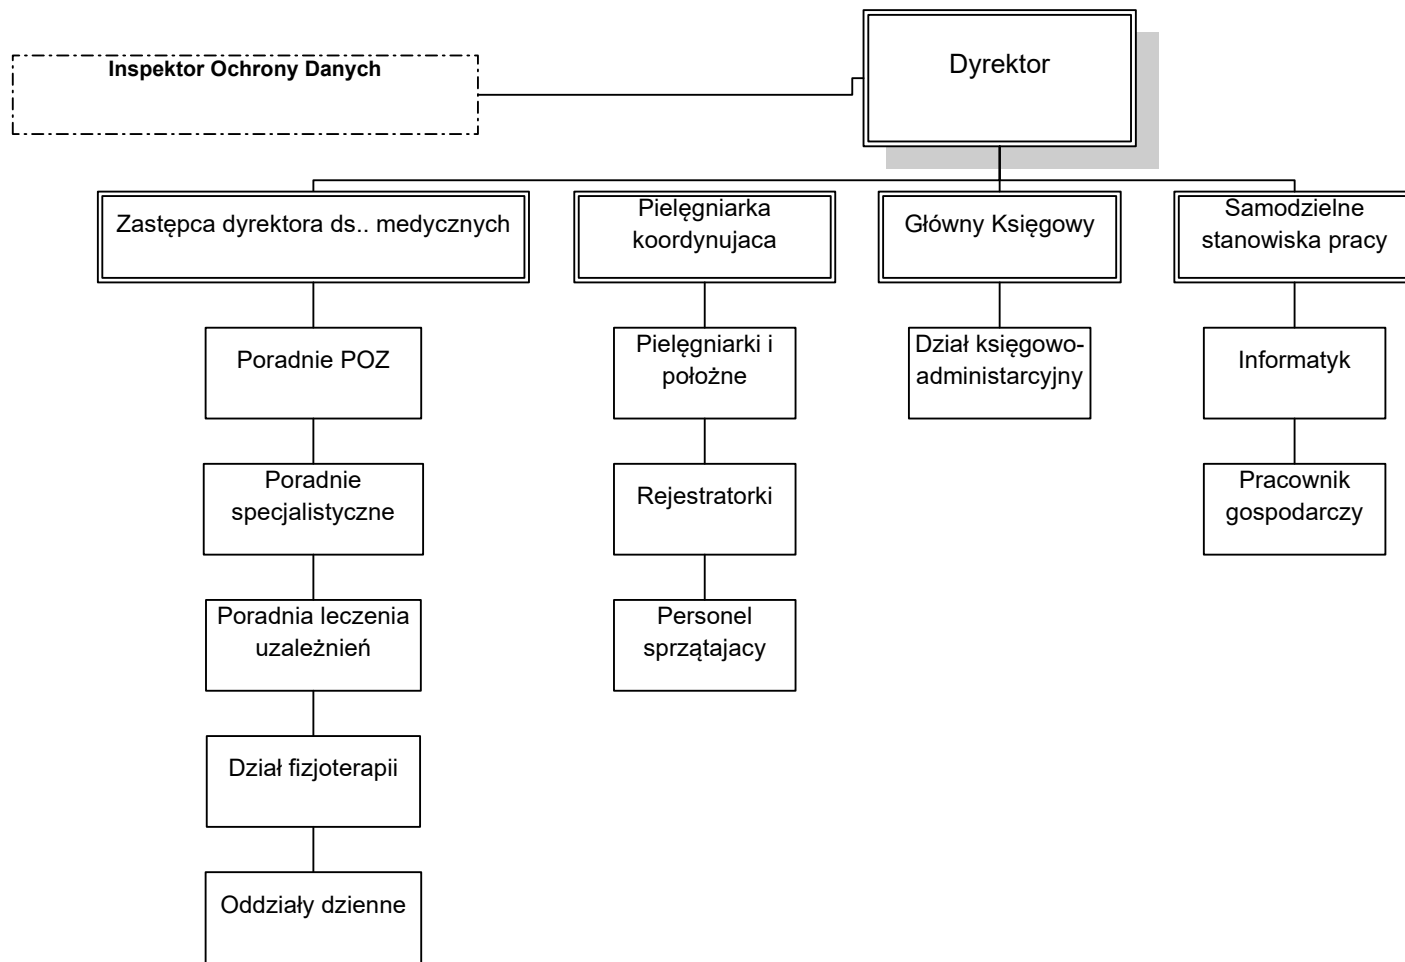 Inspektor Ochrony Danych
Dyrektor
Zastępca dyrektora ds.. medycznych
Pielęgniarka
koordynujaca
Główny Księgowy
Samodzielne
stanowiska pracy
Poradnie POZ
Pielęgniarki i
położne
Dział księgowo-
administarcyjny
Informatyk
Poradnie
specjalistyczne
Rejestratorki
Pracownik
gospodarczy
Poradnia leczenia
uzależnień
Personel
sprzątajacy
Dział fizjoterapii
Oddziały dzienne